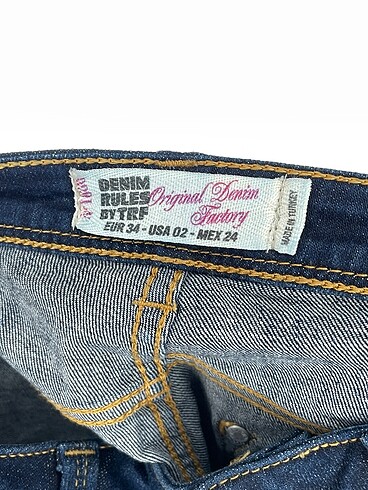 DENIM
RULES
BY TRF
Original Denim
Factory
EUR 34 - USA 02 - MEX 24
MADE IN TURKEY